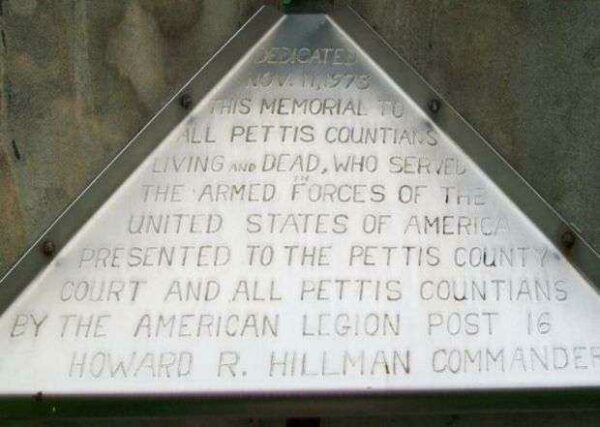 DEDICATED
NOV. 11, 1973
THIS MEMORIAL TO
ALL PETTIS COUNTIANS
LIVING AND DEAD, WHO SERVED
IN
THE ARMED FORCES OF THE
UNITED STATES OF AMERICA
PRESENTED TO THE PETTIS COUNTY
COURT AND ALL PETTIS COUNTIANS
BY THE AMERICAN LEGION POST 16
HOWARD R. HILLMAN COMMANDER